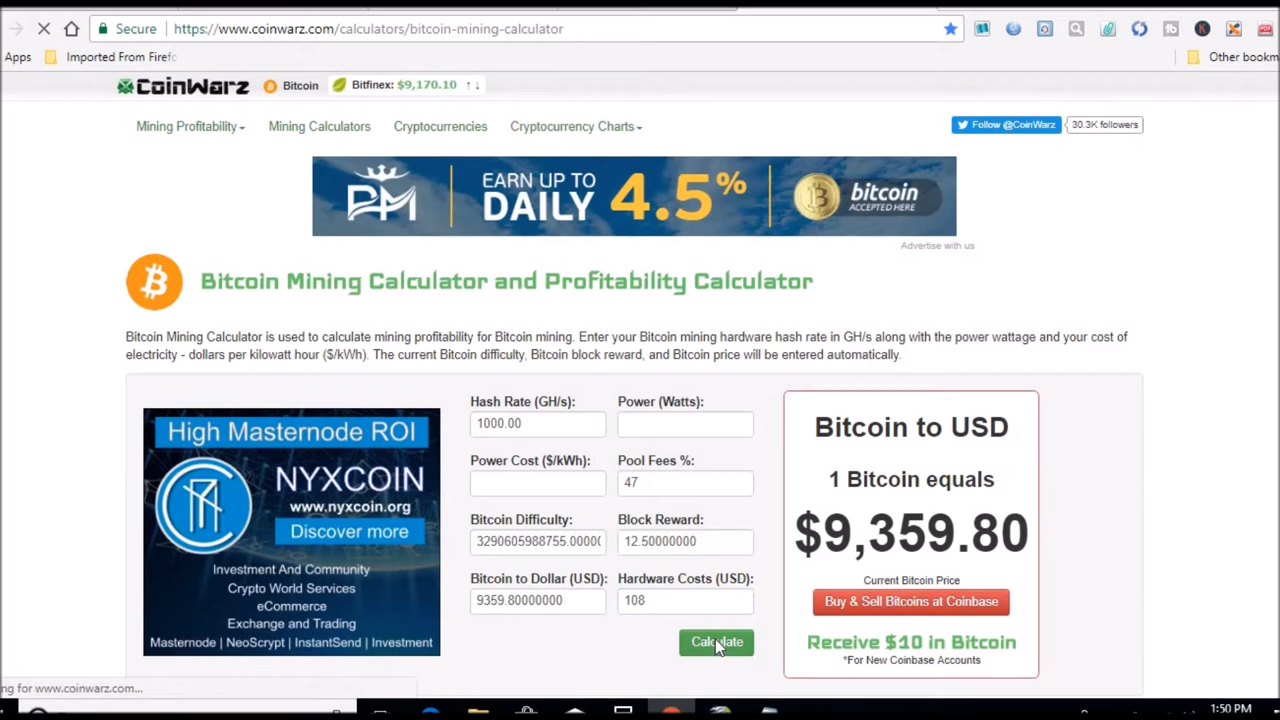 Secure https://www.coinwarz.com/calculators/bitcoin-mining-calculator
Apps Imported From Firefo Other bookm
CoinWarz Bitcoin Bitfinex: $9,170.10 ↑ ↓
Mining Profitability Mining Calculators Cryptocurrencies Cryptocurrency Charts Follow @CoinWarz 30.3K followers
PM EARN UP TO DAILY 4.5% bitcoin ACCEPTED HERE
Advertise with us
Bitcoin Mining Calculator and Profitability Calculator
Bitcoin Mining Calculator is used to calculate mining profitability for Bitcoin mining. Enter your Bitcoin mining hardware hash rate in GH/s along with the power wattage and your cost of
electricity - dollars per kilowatt hour ($/kWh). The current Bitcoin difficulty, Bitcoin block reward, and Bitcoin price will be entered automatically.
High Masternode ROI
NYXCOIN
www.nyxcoin.org
Discover more
Investment And Community
Crypto World Services
eCommerce
Exchange and Trading
Masternode | NeoScrypt | InstantSend | Investment
Hash Rate (GH/s): Power (Watts):
1000.00
Power Cost ($/kWh): Pool Fees %:
47
Bitcoin Difficulty: Block Reward:
3290605988755.0000( 12.50000000
Bitcoin to Dollar (USD): Hardware Costs (USD):
9359.80000000 108
Calculate
Bitcoin to USD
1 Bitcoin equals
$9,359.80
Current Bitcoin Price
Buy & Sell Bitcoins at Coinbase
Receive $10 in Bitcoin
*For New Coinbase Accounts
ng for www.coinwarz.com...
1:50 PM